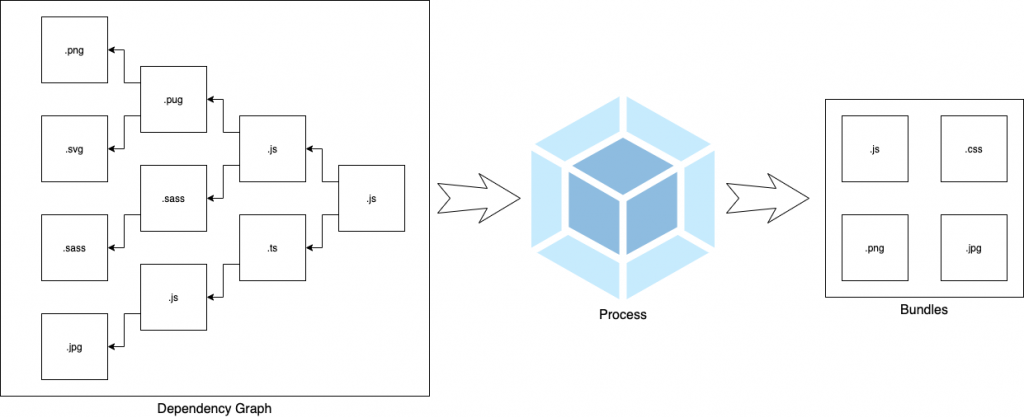 .png
.pug
.svg
.js
.sass
.js
.sass
.ts
.js
.jpg
Dependency Graph
Process
.js
.css
.png
.jpg
Bundles